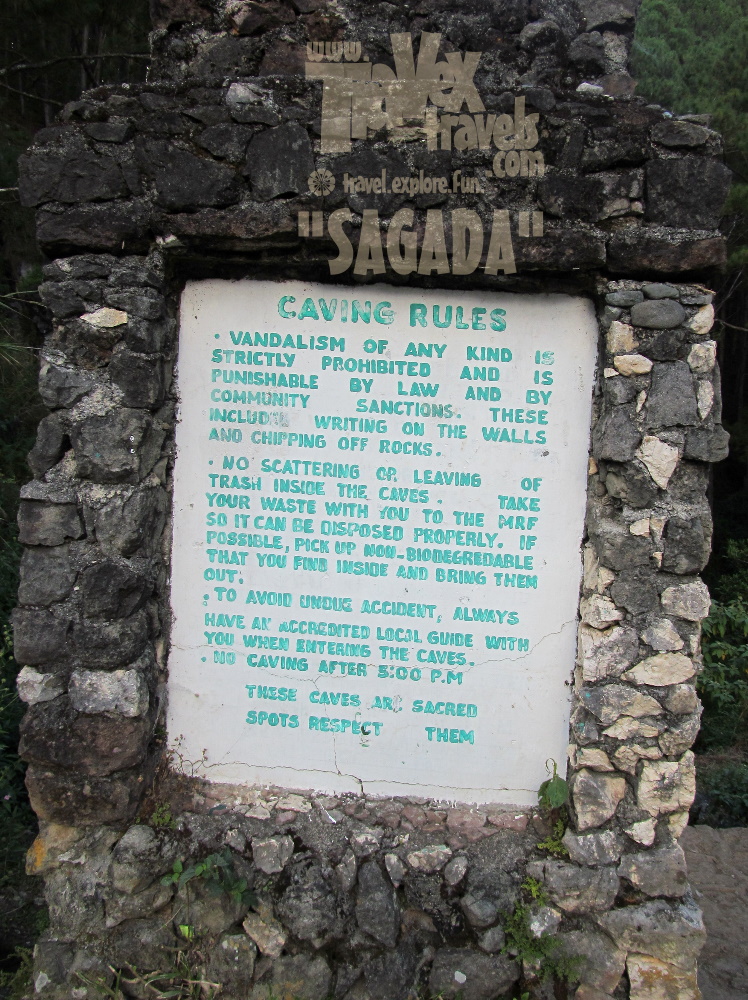 www.
TripVex
travels
.com
travel.explore.fun.
"SAGADA"
CAVING RULES
• VANDALISM OF ANY KIND IS
STRICTLY PROHIBITED AND IS
PUNISHABLE BY LAW AND BY
COMMUNITY SANCTIONS. THESE
INCLUDE WRITING ON THE WALLS
AND CHIPPING OFF ROCKS.
• NO SCATTERING OR LEAVING OF
TRASH INSIDE THE CAVES. TAKE
YOUR WASTE WITH YOU TO THE MRF
SO IT CAN BE DISPOSED PROPERLY. IF
POSSIBLE, PICK UP NON-BIODEGREDABLE
THAT YOU FIND INSIDE AND BRING THEM
OUT.
• TO AVOID UNDUE ACCIDENT, ALWAYS
HAVE AN ACCREDITED LOCAL GUIDE WITH
YOU WHEN ENTERING THE CAVES.
• NO CAVING AFTER 5:00 P.M
THESE CAVES ARE SACRED
SPOTS RESPECT THEM